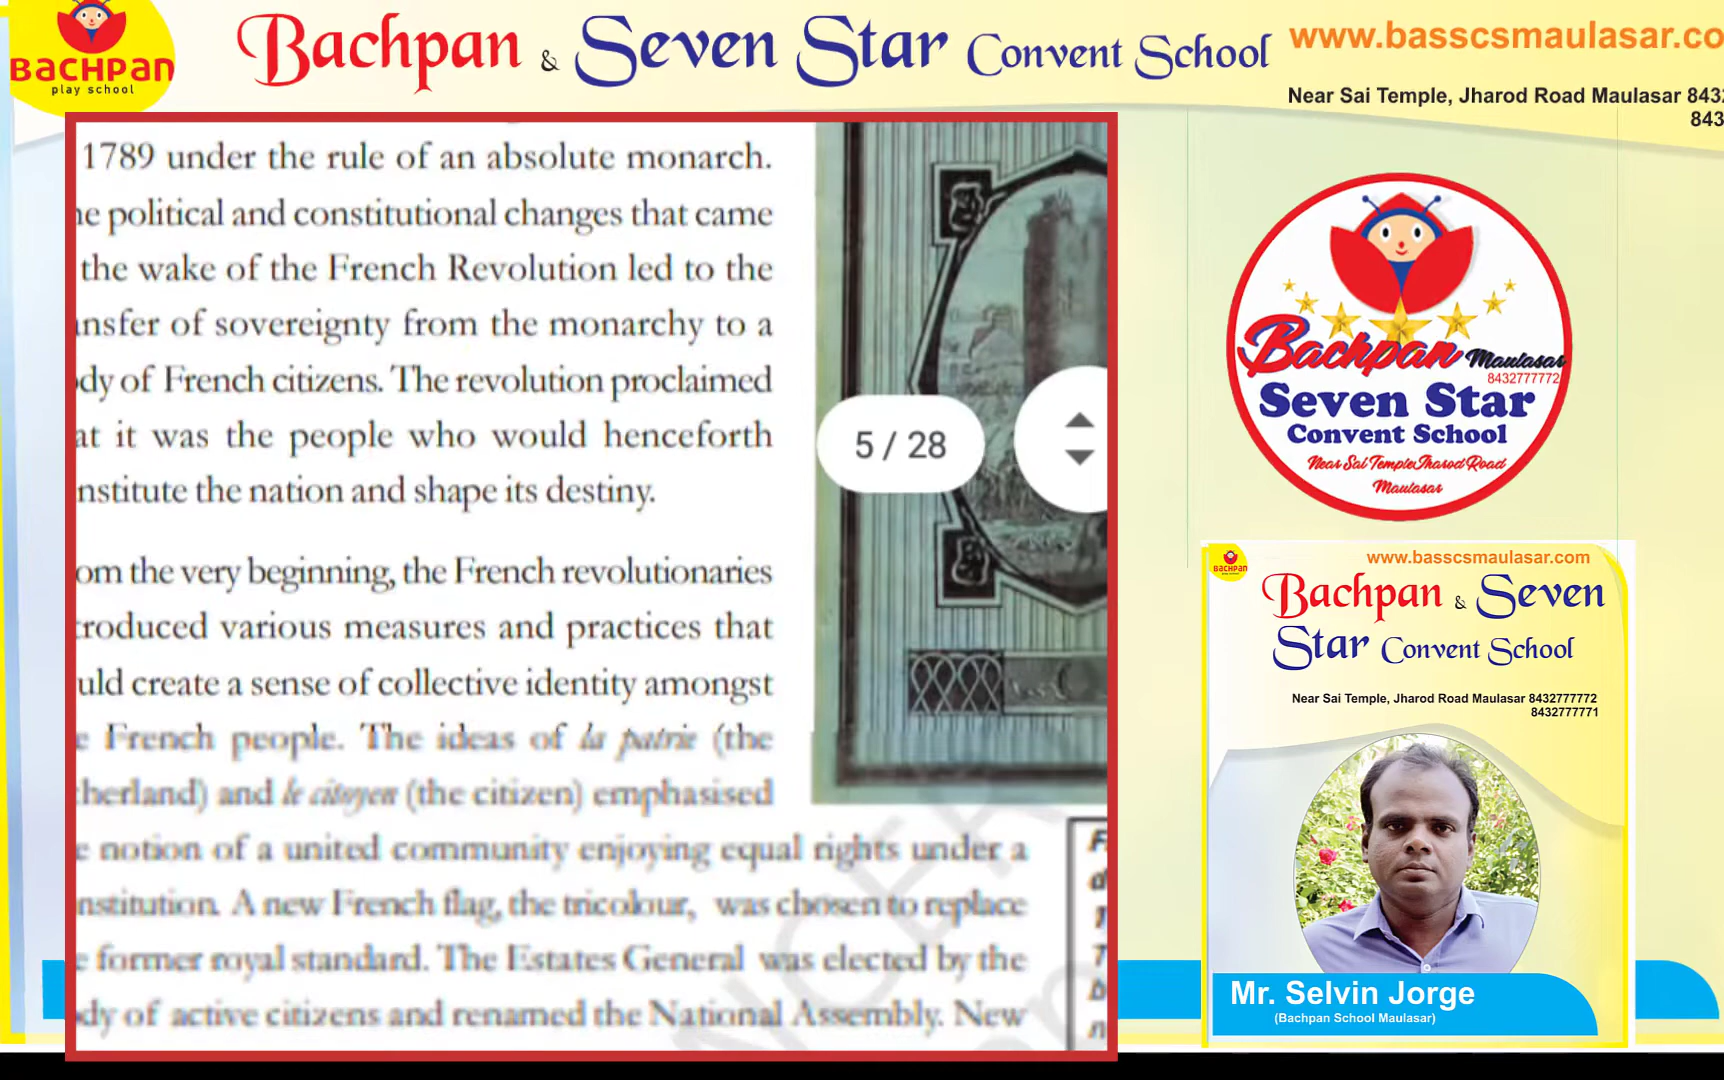 BACHPAN
play school
Bachpan & Seven Star Convent School
www.basscsmaulasar.co
Near Sai Temple, Jharod Road Maulasar 843
843
1789 under the rule of an absolute monarch.
he political and constitutional changes that came
the wake of the French Revolution led to the
ansfer of sovereignty from the monarchy to a
ody of French citizens. The revolution proclaimed
at it was the people who would henceforth
nstitute the nation and shape its destiny.
om the very beginning, the French revolutionaries
troduced various measures and practices that
uld create a sense of collective identity amongst
e French people. The ideas of la patrie (the
therland) and le citoyen (the citizen) emphasised
e notion of a united community enjoying equal rights under a
nstitution. A new French flag, the tricolour, was chosen to replace
e former royal standard. The Estates General was elected by the
dy of active citizens and renamed the National Assembly. New
5 / 28
Bachpan Maulasar
8432777772
Seven Star
Convent School
Near Sai Temple Jharod Road
Maulasar
BACHPAN
www.basscsmaulasar.com
Bachpan & Seven
Star Convent School
Near Sai Temple, Jharod Road Maulasar 8432777772
8432777771
Mr. Selvin Jorge
(Bachpan School Maulasar)